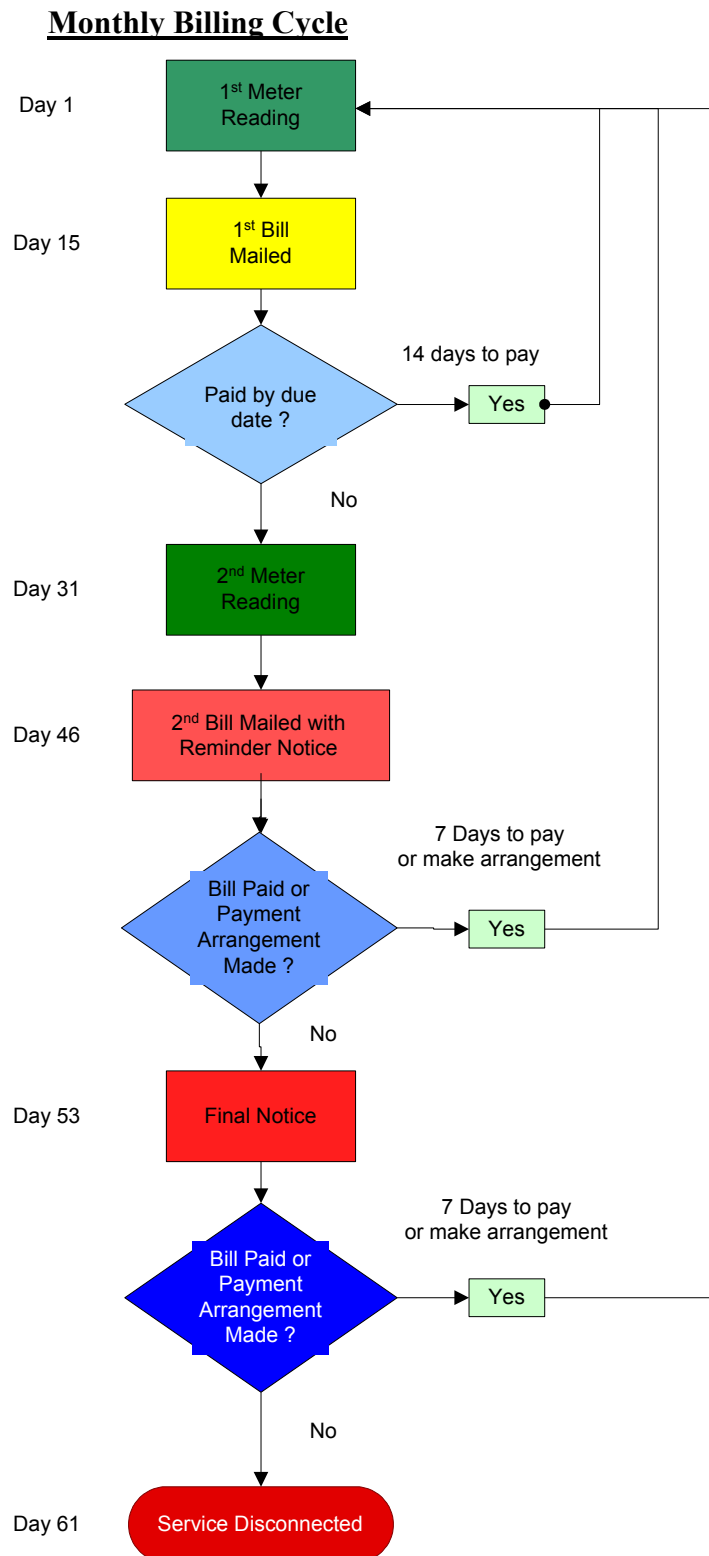 Monthly Billing Cycle
Day 1
1st Meter
Reading
Day 15
1st Bill
Mailed
14 days to pay
Paid by due
date ?
Yes
No
Day 31
2nd Meter
Reading
Day 46
2nd Bill Mailed with
Reminder Notice
7 Days to pay
or make arrangement
Bill Paid or
Payment
Arrangement
Made ?
Yes
No
Day 53
Final Notice
7 Days to pay
or make arrangement
Bill Paid or
Payment
Arrangement
Made ?
Yes
No
Day 61
Service Disconnected